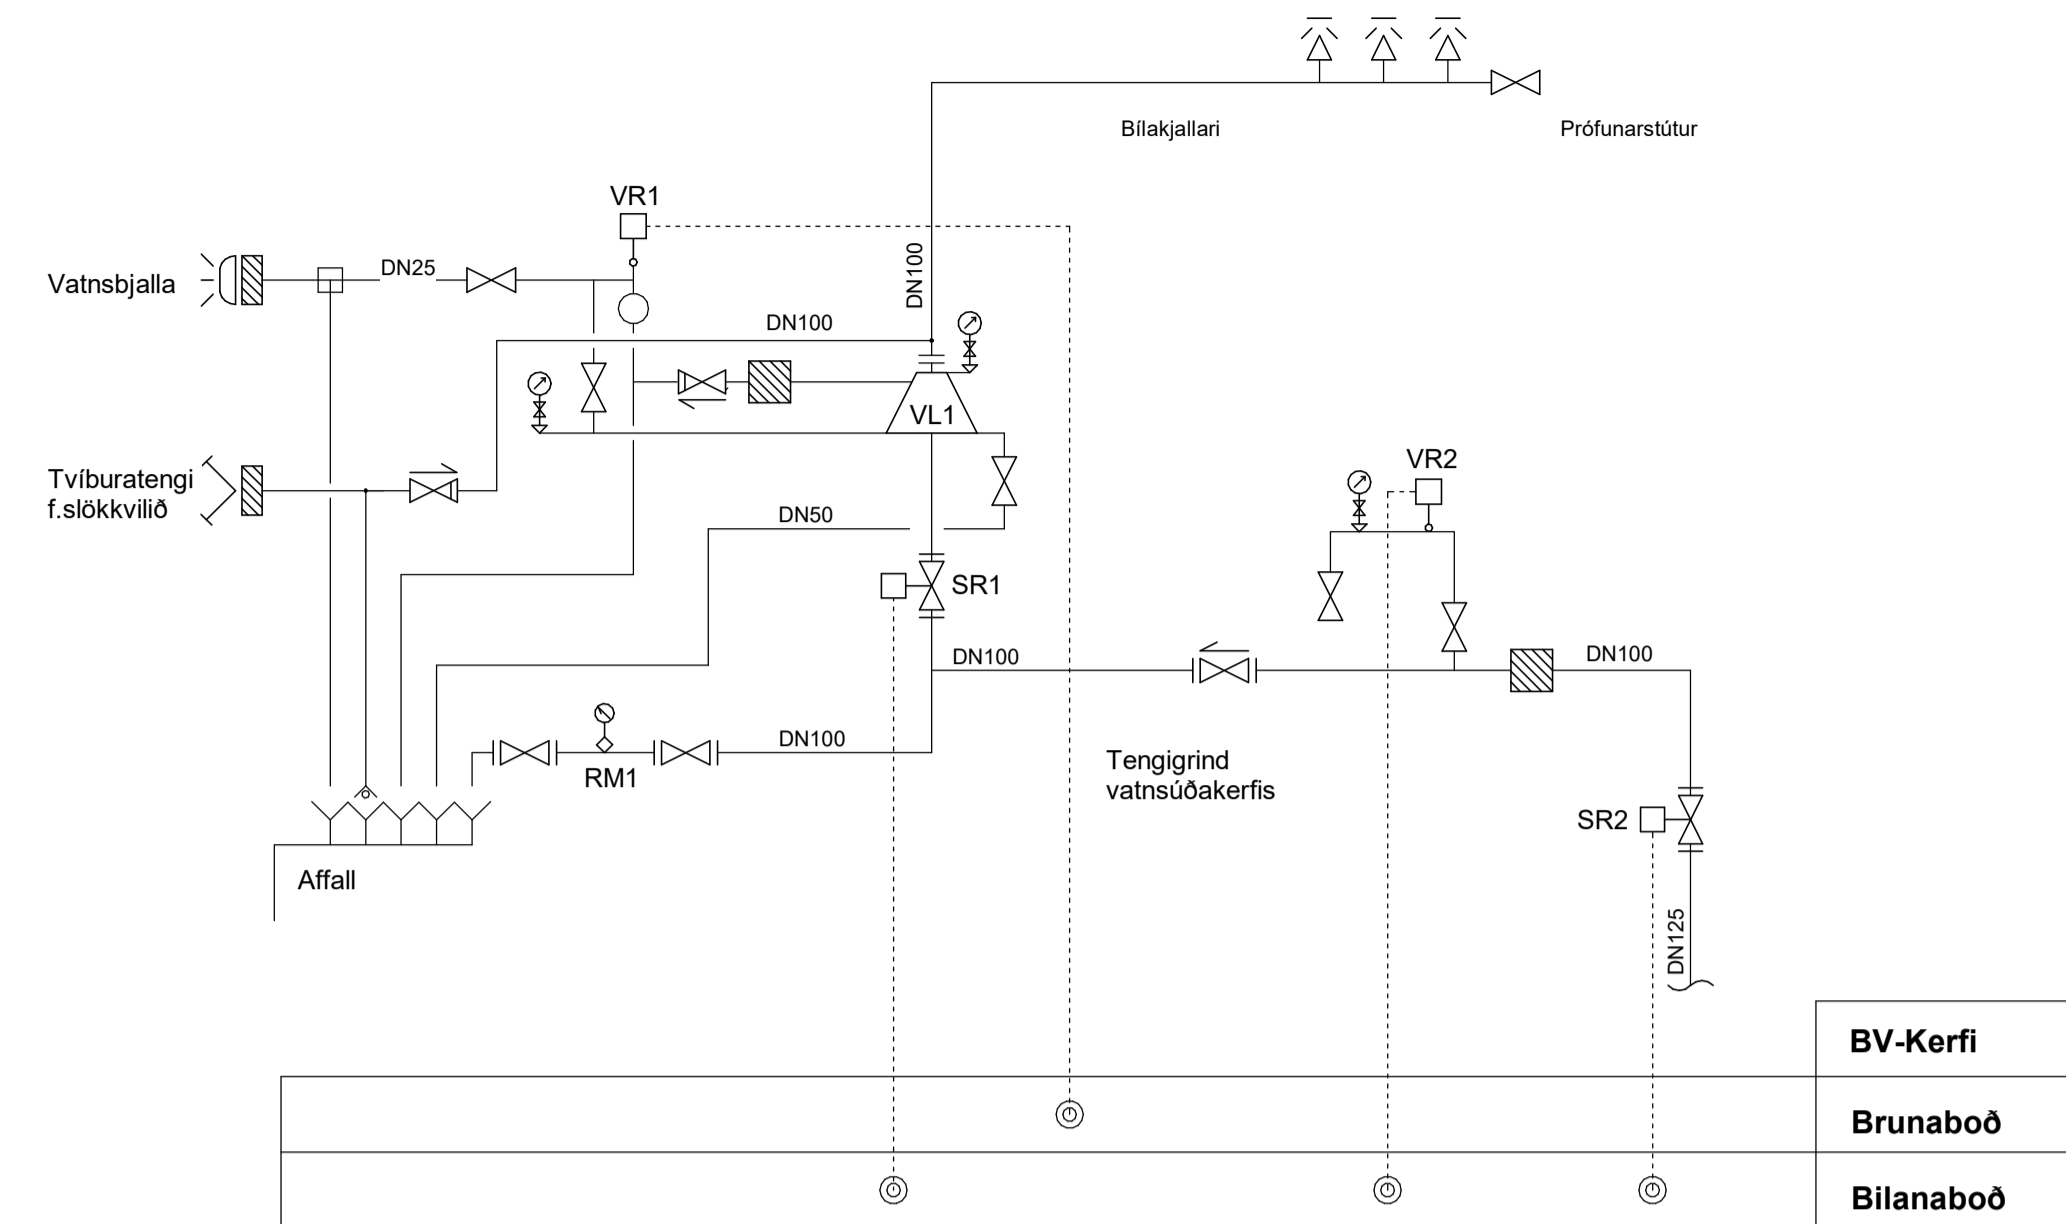 Bílakjallari
Prófunarstútur
VR1
Vatnsbjalla
DN25
DN100
DN100
VL1
Tvíburatengi
f.slökkvilið
DN50
VR2
SR1
DN100
DN100
DN100
RM1
Tengigrind
vatnsúðakerfis
SR2
Affall
DN125
BV-Kerfi
Brunaboð
Bilanaboð